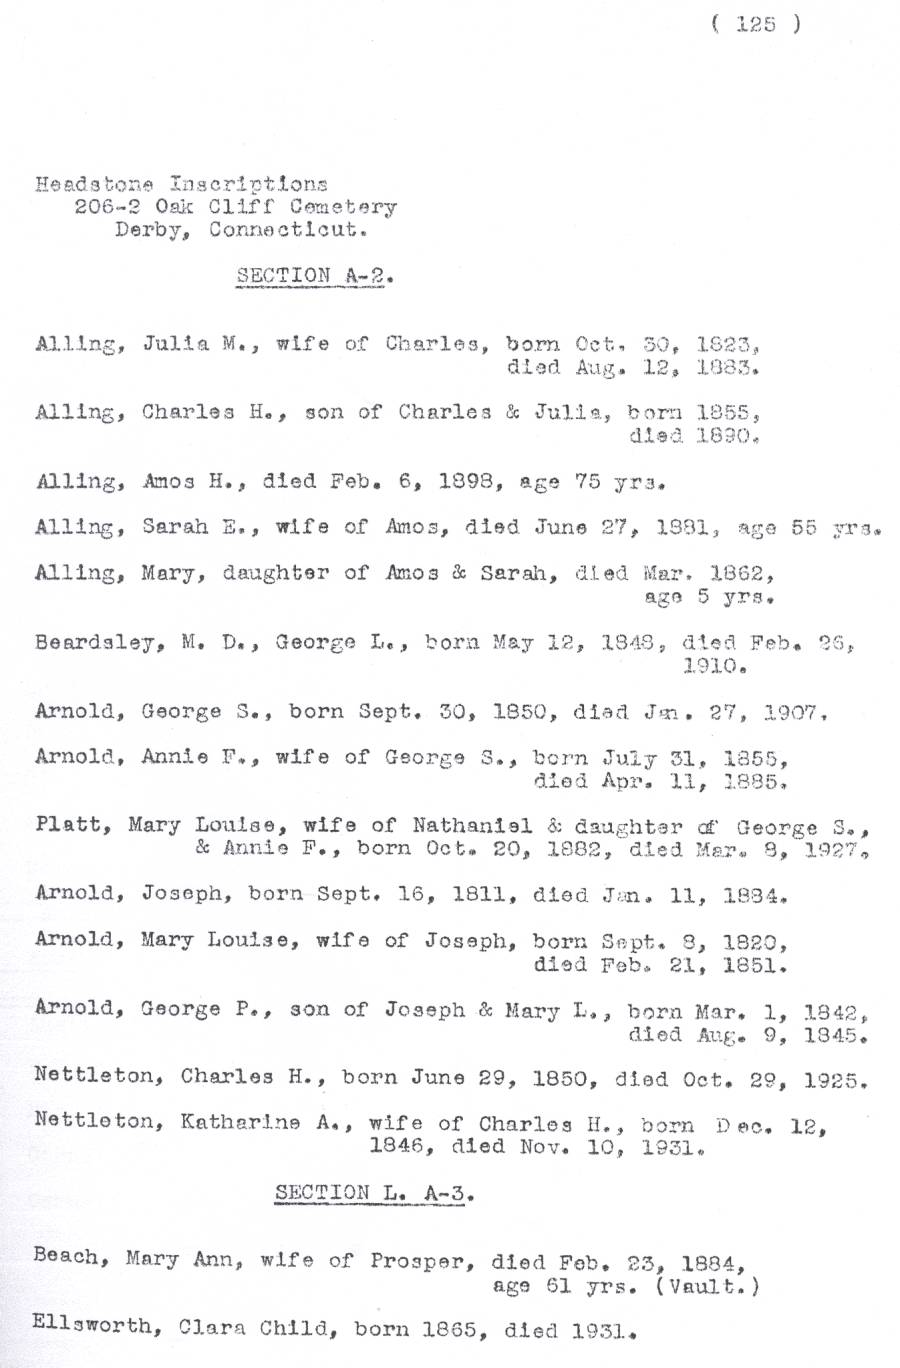 ( 125 )
Headstone Inscriptions
206-2 Oak Cliff Cemetery
Derby, Connecticut.
SECTION A-2.
Alling, Julia M., wife of Charles, born Oct. 30, 1823,
died Aug. 12, 1883.
Alling, Charles H., son of Charles & Julia, born 1855,
died 1890.
Alling, Amos H., died Feb. 6, 1898, age 75 yrs.
Alling, Sarah E., wife of Amos, died June 27, 1881, age 55 yrs.
Alling, Mary, daughter of Amos & Sarah, died Mar. 1862,
age 5 yrs.
Beardsley, M. D., George L., born May 12, 1848, died Feb. 26,
1910.
Arnold, George S., born Sept. 30, 1850, died Jan. 27, 1907.
Arnold, Annie F., wife of George S., born July 31, 1855,
died Apr. 11, 1885.
Platt, Mary Louise, wife of Nathaniel & daughter of George S.,
& Annie F., born Oct. 20, 1882, died Mar. 8, 1927.
Arnold, Joseph, born Sept. 16, 1811, died Jan. 11, 1884.
Arnold, Mary Louise, wife of Joseph, born Sept. 8, 1820,
died Feb. 21, 1851.
Arnold, George P., son of Joseph & Mary L., born Mar. 1, 1842,
died Aug. 9, 1845.
Nettleton, Charles H., born June 29, 1850, died Oct. 29, 1925.
Nettleton, Katharine A., wife of Charles H., born Dec. 12,
1846, died Nov. 10, 1931.
SECTION L. A-3.
Beach, Mary Ann, wife of Prosper, died Feb. 23, 1884,
age 61 yrs. (Vault.)
Ellsworth, Clara Child, born 1865, died 1931.